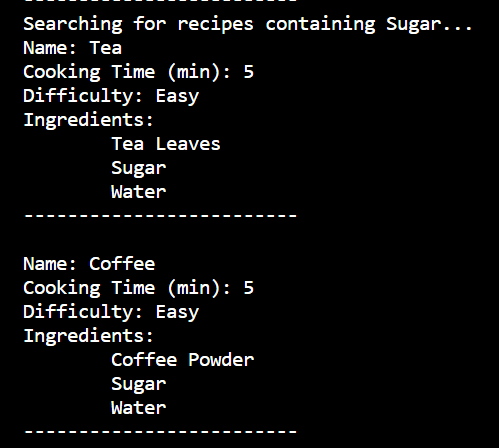 -------------------------
Searching for recipes containing Sugar...
Name: Tea
Cooking Time (min): 5
Difficulty: Easy
Ingredients:
        Tea Leaves
        Sugar
        Water
-------------------------

Name: Coffee
Cooking Time (min): 5
Difficulty: Easy
Ingredients:
        Coffee Powder
        Sugar
        Water
-------------------------